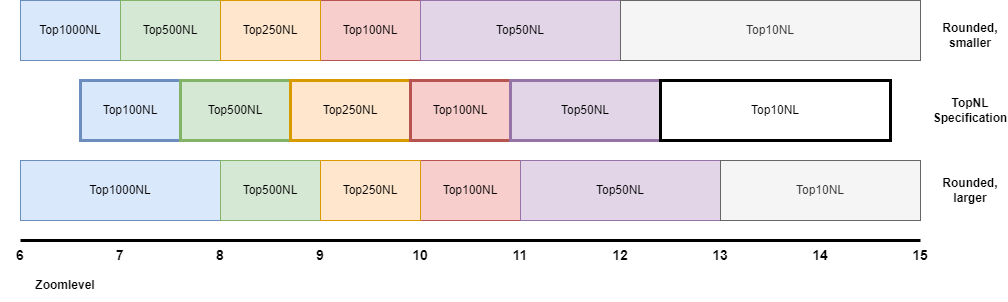 Top1000NL Top500NL Top250NL Top100NL Top50NL Top10NL Rounded,
smaller
Top100NL Top500NL Top250NL Top100NL Top50NL Top10NL TopNL
Specification
Top1000NL Top500NL Top250NL Top100NL Top50NL Top10NL Rounded,
larger
6 7 8 9 10 11 12 13 14 15
Zoomlevel